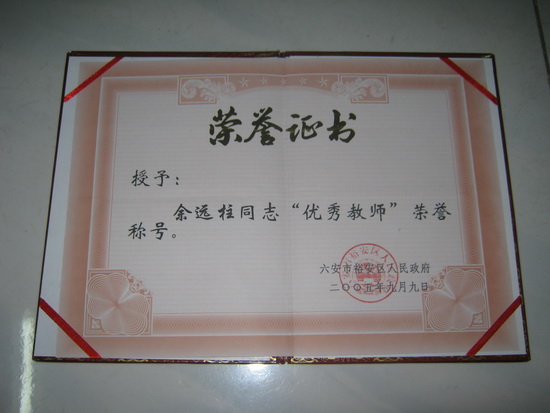 荣誉证书
授予：
余远柱同志“优秀教师”荣誉
称号。
六安市裕安区人民政府
二〇〇五年九月九日